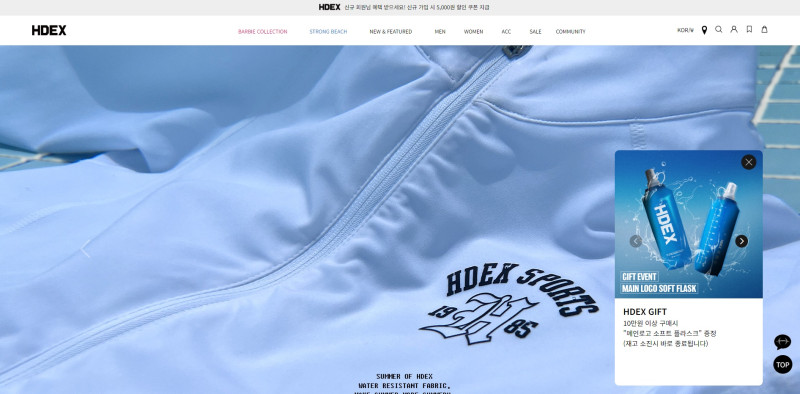 HDEX 신규 회원님 혜택 받으세요! 신규 가입 시 5,000원 할인 쿠폰 지급
HDEX
BARBIE COLLECTION
STRONG BEACH
NEW & FEATURED
MEN
WOMEN
ACC
SALE
COMMUNITY
KOR/₩
HDEX SPORTS
19 H 85
SUMMER OF HDEX
WATER RESISTANT FABRIC,
HDEX
GIFT EVENT
MAIN LOGO SOFT FLASK
HDEX GIFT
10만원 이상 구매시
"메인로고 소프트 플라스크" 증정
(재고 소진시 바로 종료됩니다)
TOP